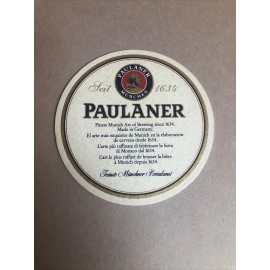 PAULANER
MÜNCHEN
Seit 1634
PAULANER
Finest Munich Art of Brewing since 1634.
Made in Germany.
El arte más exquisito de Munich en la elaboración
de cerveza desde 1634.
L'arte più raffinata di fabbricare la birra
di Monaco dal 1634.
L'art le plus raffiné de brasser la bière
à Munich depuis 1634.
Feinste Münchner Braukunst